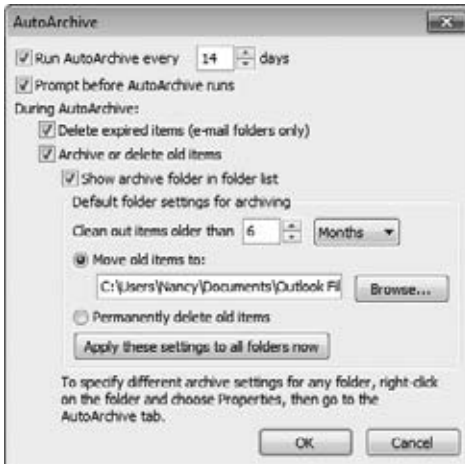 AutoArchive
Run AutoArchive every 14 days
Prompt before AutoArchive runs
During AutoArchive:
Delete expired items (e-mail folders only)
Archive or delete old items
Show archive folder in folder list
Default folder settings for archiving
Clean out items older than 6 Months
Move old items to:
C:\Users\Nancy\Documents\Outlook Fil Browse...
Permanently delete old items
Apply these settings to all folders now
To specify different archive settings for any folder, right-click
on the folder and choose Properties, then go to the
AutoArchive tab.
OK Cancel